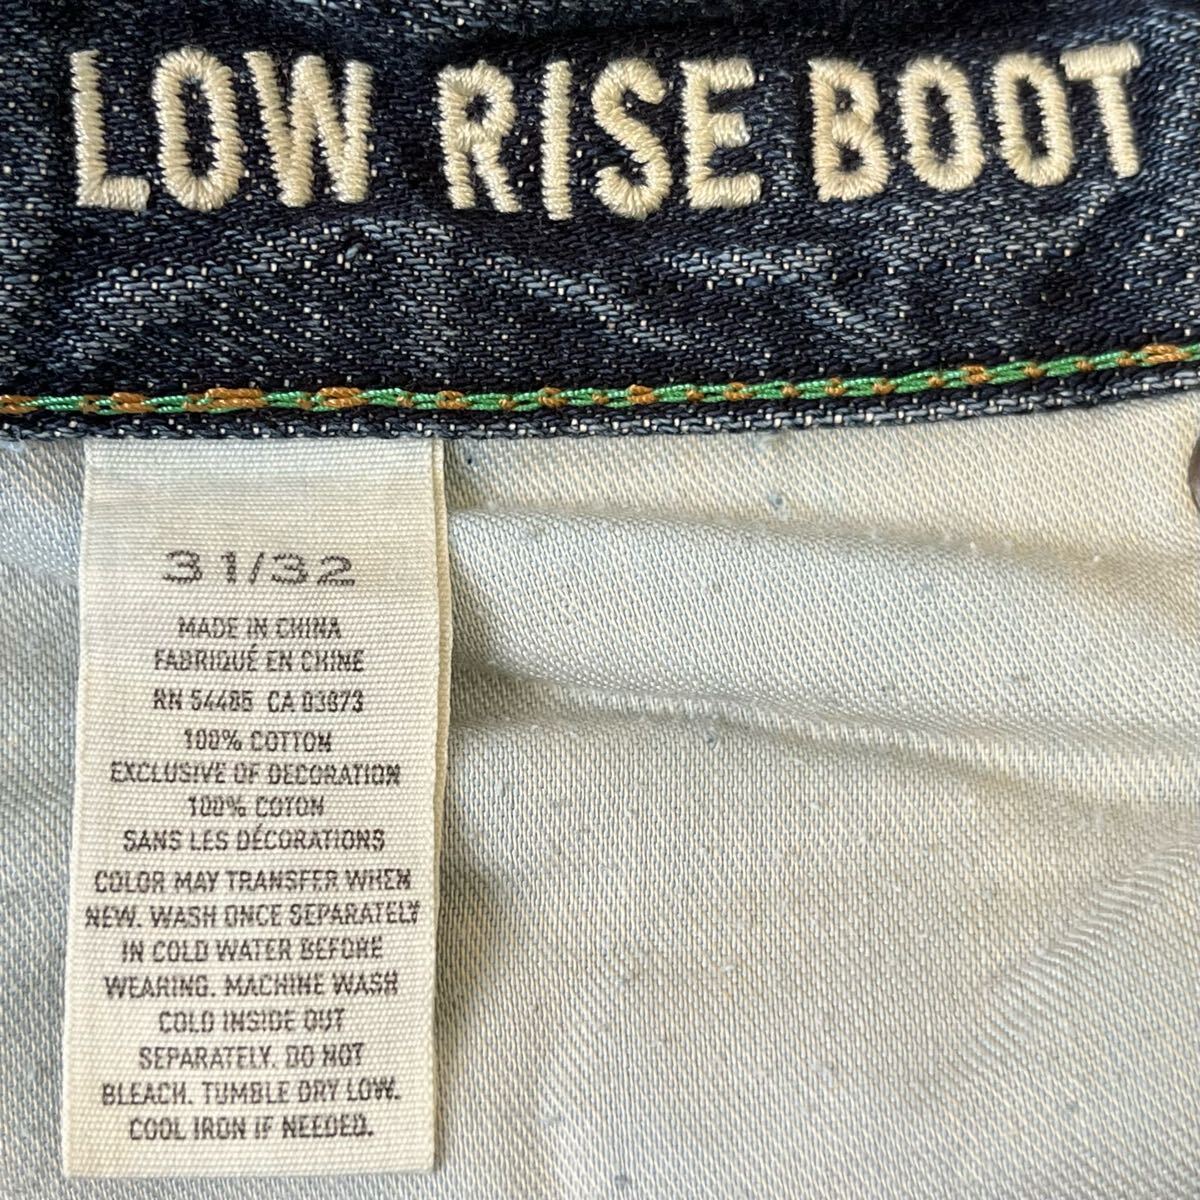 LOW RISE BOOT
31/32
MADE IN CHINA
FABRIQUÉ EN CHINE
RN 54485 CA 03873
100% COTTON
EXCLUSIVE OF DECORATION
100% COTON
SANS LES DÉCORATIONS
COLOR MAY TRANSFER WHEN
NEW. WASH ONCE SEPARATELY
IN COLD WATER BEFORE
WEARING. MACHINE WASH
COLD INSIDE OUT
SEPARATELY. DO NOT
BLEACH. TUMBLE DRY LOW.
COOL IRON IF NEEDED.